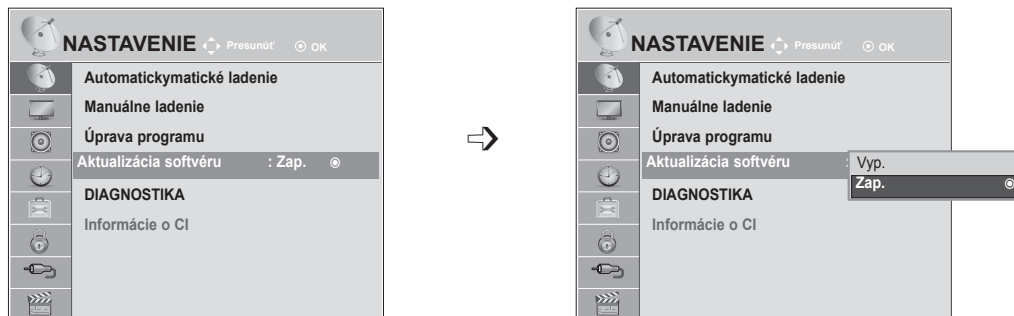 NASTAVENIE Presunúť OK
Automatickymatické ladenie
Manuálne ladenie
Úprava programu
Aktualizácia softvéru : Zap.
DIAGNOSTIKA
Informácie o CI
NASTAVENIE Presunúť OK
Automatickymatické ladenie
Manuálne ladenie
Úprava programu
Aktualizácia softvéru :
Vyp.
Zap.
DIAGNOSTIKA
Informácie o CI